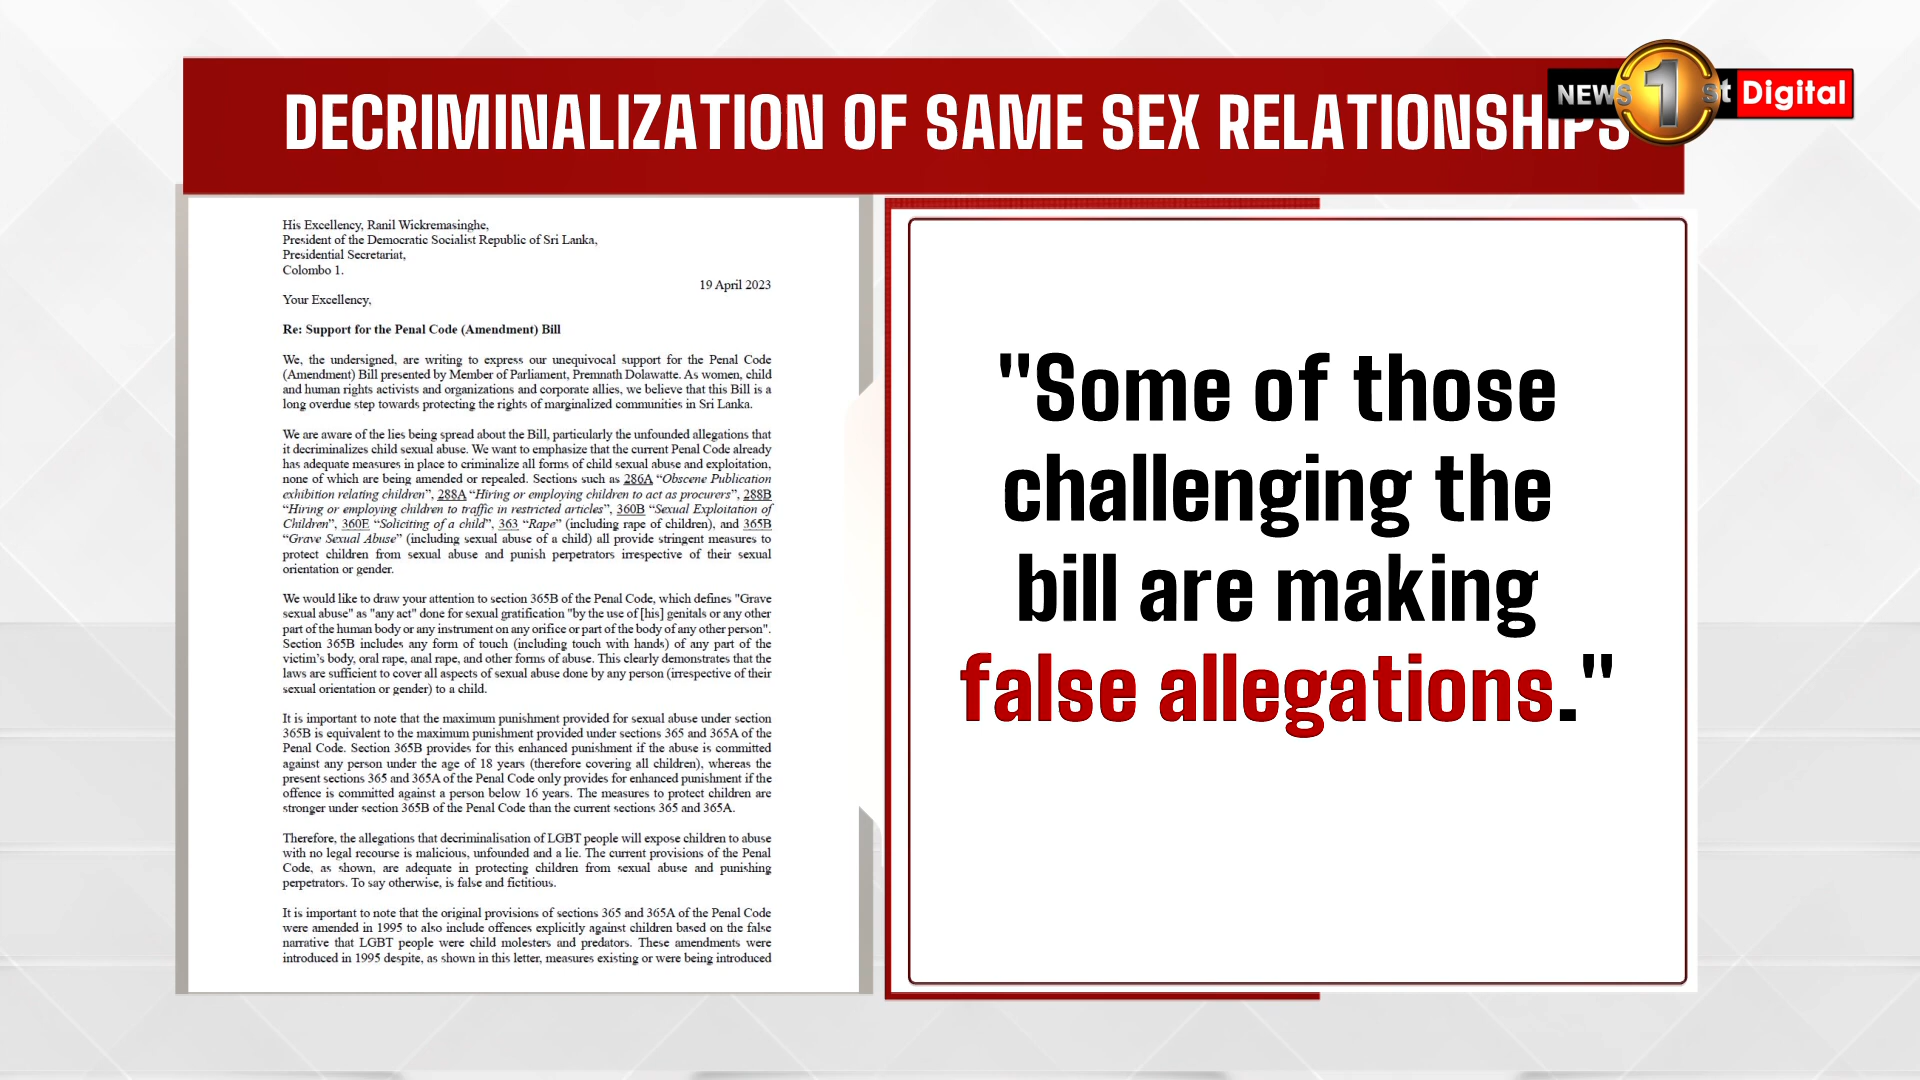 DECRIMINALIZATION OF SAME SEX RELATIONSHIPS
NEWS 1st Digital
His Excellency, Ranil Wickremasinghe,
President of the Democratic Socialist Republic of Sri Lanka,
Presidential Secretariat,
Colombo 1.
19 April 2023
Your Excellency,
Re: Support for the Penal Code (Amendment) Bill
We, the undersigned, are writing to express our unequivocal support for the Penal Code
(Amendment) Bill presented by Member of Parliament, Premnath Dolawatte. As women, child
and human rights activists and organizations and corporate allies, we believe that this Bill is a
long overdue step towards protecting the rights of marginalized communities in Sri Lanka.
We are aware of the lies being spread about the Bill, particularly the unfounded allegations that
it decriminalizes child sexual abuse. We want to emphasize that the current Penal Code already
has adequate measures in place to criminalize all forms of child sexual abuse and exploitation,
none of which are being amended or repealed. Sections such as 286A “Obscene Publication
exhibition relating children”, 288A “Hiring or employing children to act as procurers”, 288B
“Hiring or employing children to traffic in restricted articles”, 360B “Sexual Exploitation of
Children”, 360E “Soliciting of a child”, 363 “Rape” (including rape of children), and 365B
“Grave Sexual Abuse” (including sexual abuse of a child) all provide stringent measures to
protect children from sexual abuse and punish perpetrators irrespective of their sexual
orientation or gender.
We would like to draw your attention to section 365B of the Penal Code, which defines "Grave
sexual abuse" as "any act" done for sexual gratification "by the use of [his] genitals or any other
part of the human body or any instrument on any orifice or part of the body of any other person".
Section 365B includes any form of touch (including touch with hands) of any part of the
victim’s body, oral rape, anal rape, and other forms of abuse. This clearly demonstrates that the
laws are sufficient to cover all aspects of sexual abuse done by any person (irrespective of their
sexual orientation or gender) to a child.
It is important to note that the maximum punishment provided for sexual abuse under section
365B is equivalent to the maximum punishment provided under sections 365 and 365A of the
Penal Code. Section 365B provides for this enhanced punishment if the abuse is committed
against any person under the age of 18 years (therefore covering all children), whereas the
present sections 365 and 365A of the Penal Code only provides for enhanced punishment if the
offence is committed against a person below 16 years. The measures to protect children are
stronger under section 365B of the Penal Code than the current sections 365 and 365A.
Therefore, the allegations that decriminalisation of LGBT people will expose children to abuse
with no legal recourse is malicious, unfounded and a lie. The current provisions of the Penal
Code, as shown, are adequate in protecting children from sexual abuse and punishing
perpetrators. To say otherwise, is false and fictitious.
It is important to note that the original provisions of sections 365 and 365A of the Penal Code
were amended in 1995 to also include offences explicitly against children based on the false
narrative that LGBT people were child molesters and predators. These amendments were
introduced in 1995 despite, as shown in this letter, measures existing or were being introduced
"Some of those
challenging the
bill are making
false allegations."